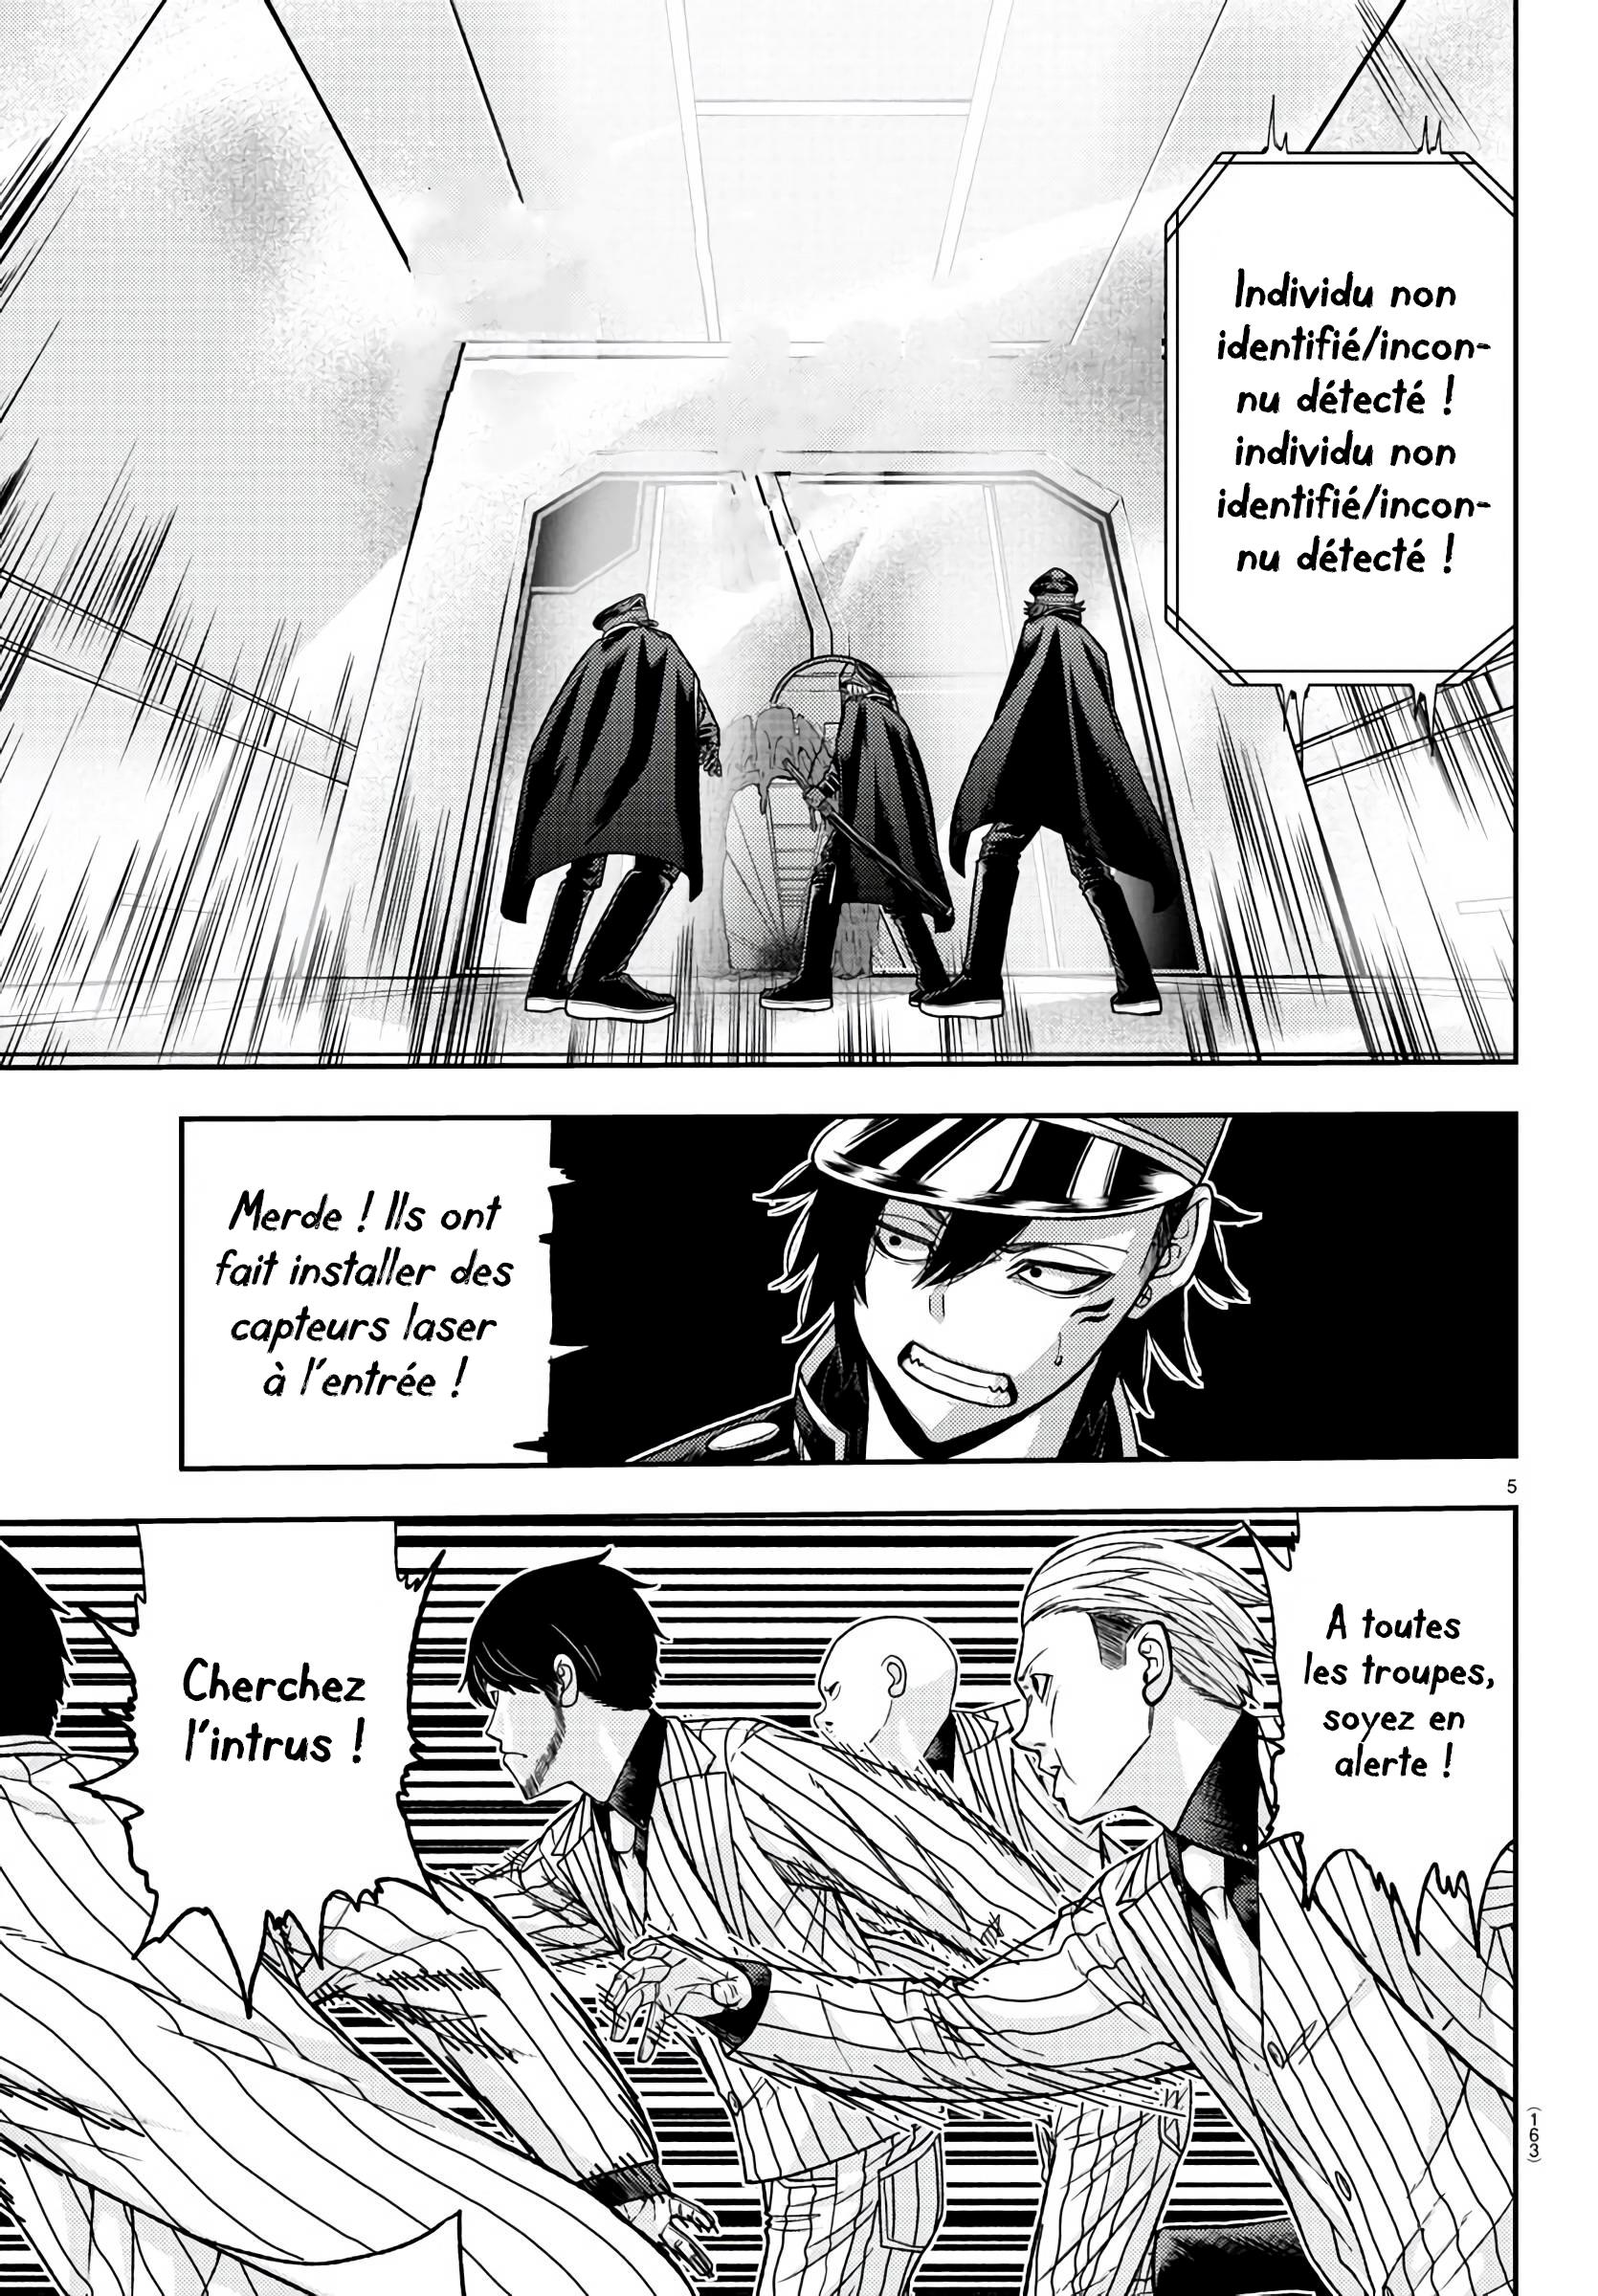 Individu non
identifié/incon-
nu détecté !
individu non
identifié/incon-
nu détecté !
Merde ! Ils ont
fait installer des
capteurs laser
à l'entrée !
5
A toutes
les troupes,
soyez en
alerte !
Cherchez
l'intrus !
(163)